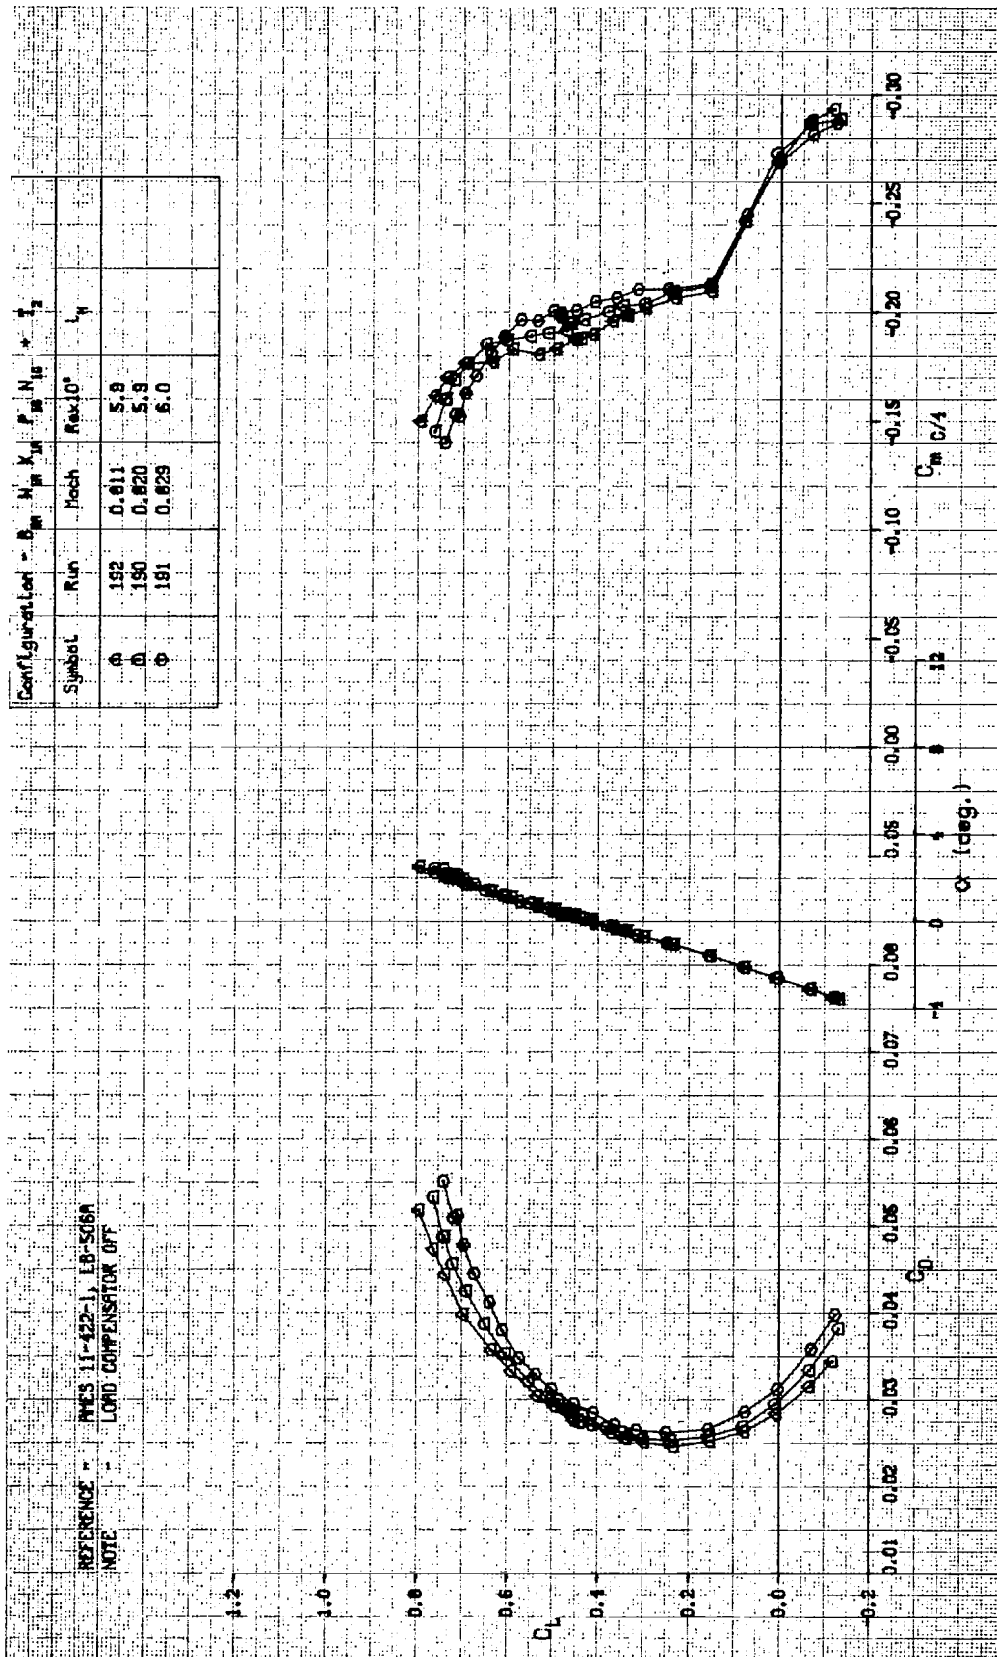 REFERENCE - AMES 11-422-1, LB-506A
NOTE - LOAD COMPENSATOR OFF
Configuration -
Symbol Run Mach Rex10⁶
192 0.811 5.9
190 0.820 5.9
191 0.829 6.0
1.2
1.0
0.8
0.6
0.4
0.2
0.0
-0.2
C_L
0.01 0.02 0.03 0.04 0.05 0.06 0.07 0.08
C_D
-4 0 4 8 12
α (deg.)
0.05 0.00 -0.05 -0.10 -0.15 -0.20 -0.25 -0.30
C_m C/4